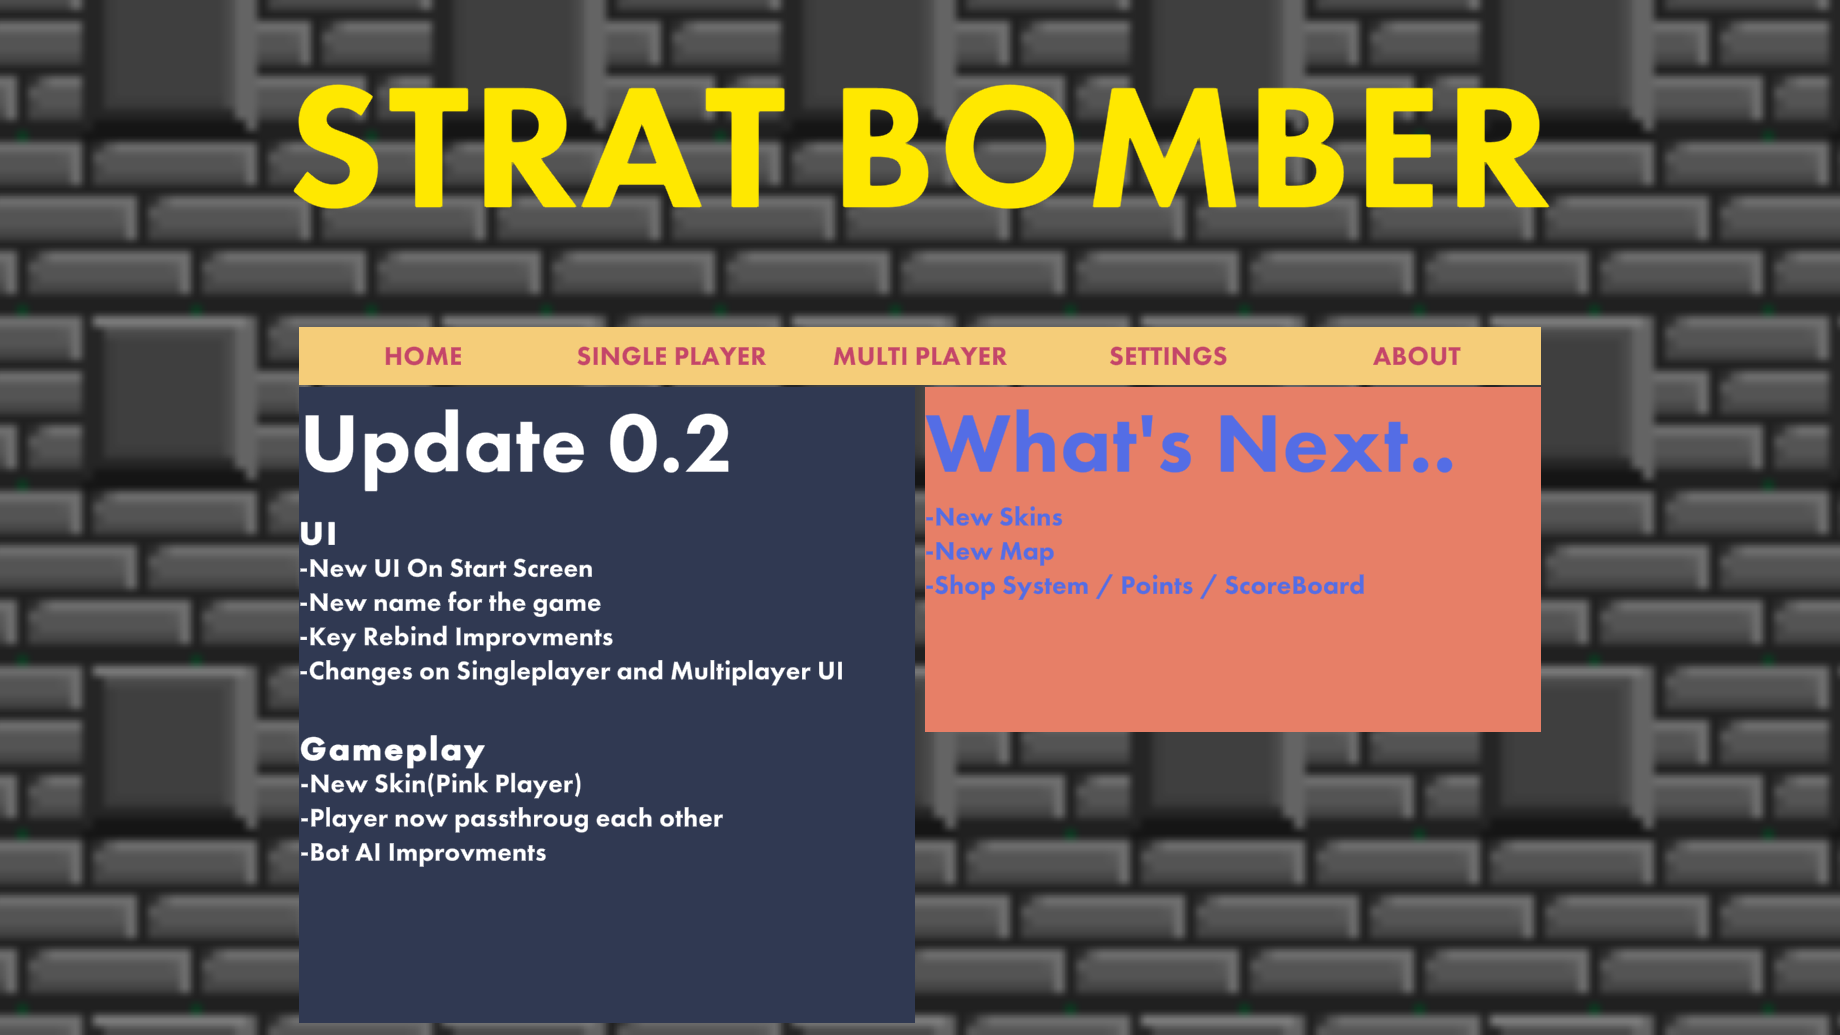 STRAT BOMBER
HOME SINGLE PLAYER MULTI PLAYER SETTINGS ABOUT
Update 0.2
UI
-New UI On Start Screen
-New name for the game
-Key Rebind Improvments
-Changes on Singleplayer and Multiplayer UI
Gameplay
-New Skin(Pink Player)
-Player now passthroug each other
-Bot AI Improvments
What's Next..
-New Skins
-New Map
-Shop System / Points / ScoreBoard